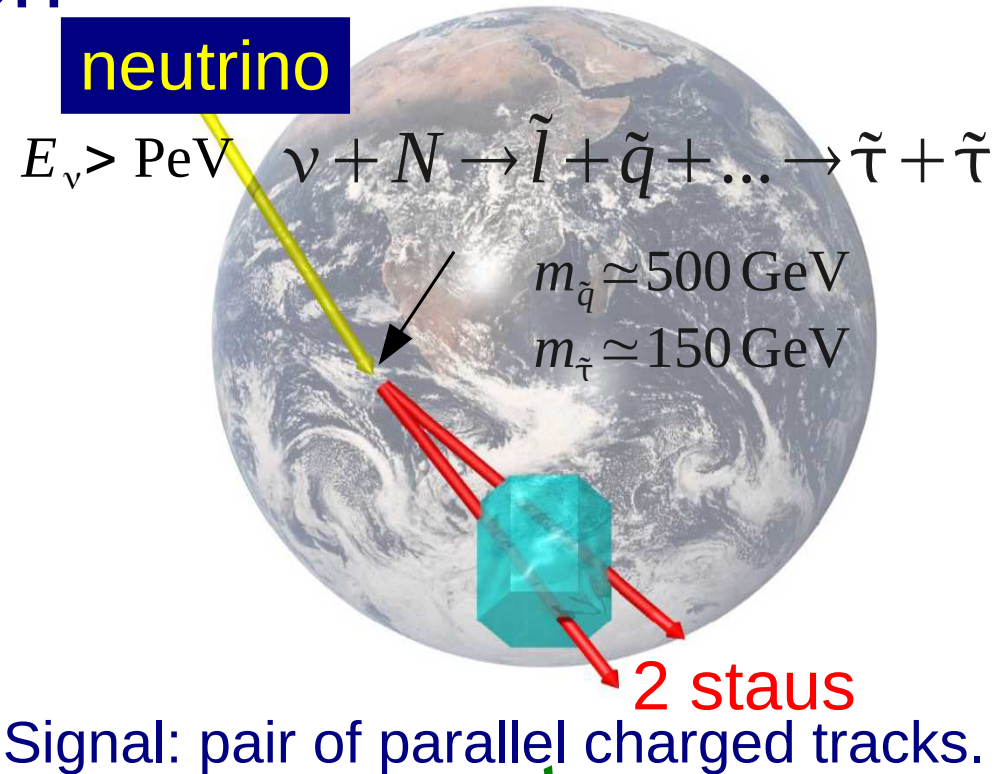 neutrino
E_ν > PeV ν + N → l̃ + q̃ + ... → τ̃ + τ̃
m_q̃ ≃ 500 GeV
m_τ̃ ≃ 150 GeV
2 staus
Signal: pair of parallel charged tracks.